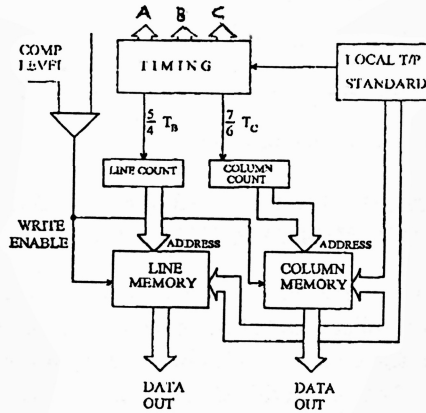 A B C
COMP
LEVEL
TIMING
LOCAL T/P
STANDARD
5/4 T_B
7/6 T_C
LINE COUNT
COLUMN
COUNT
WRITE
ENABLE
ADDRESS
ADDRESS
LINE
MEMORY
COLUMN
MEMORY
DATA
OUT
DATA
OUT